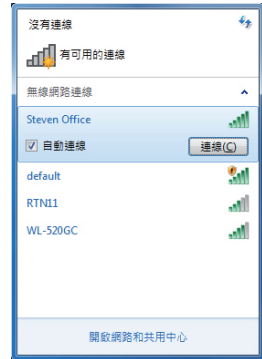 沒有連線
有可用的連線
無線網路連線
Steven Office
自動連線
連線(C)
default
RTN11
WL-520GC
開啟網路和共用中心